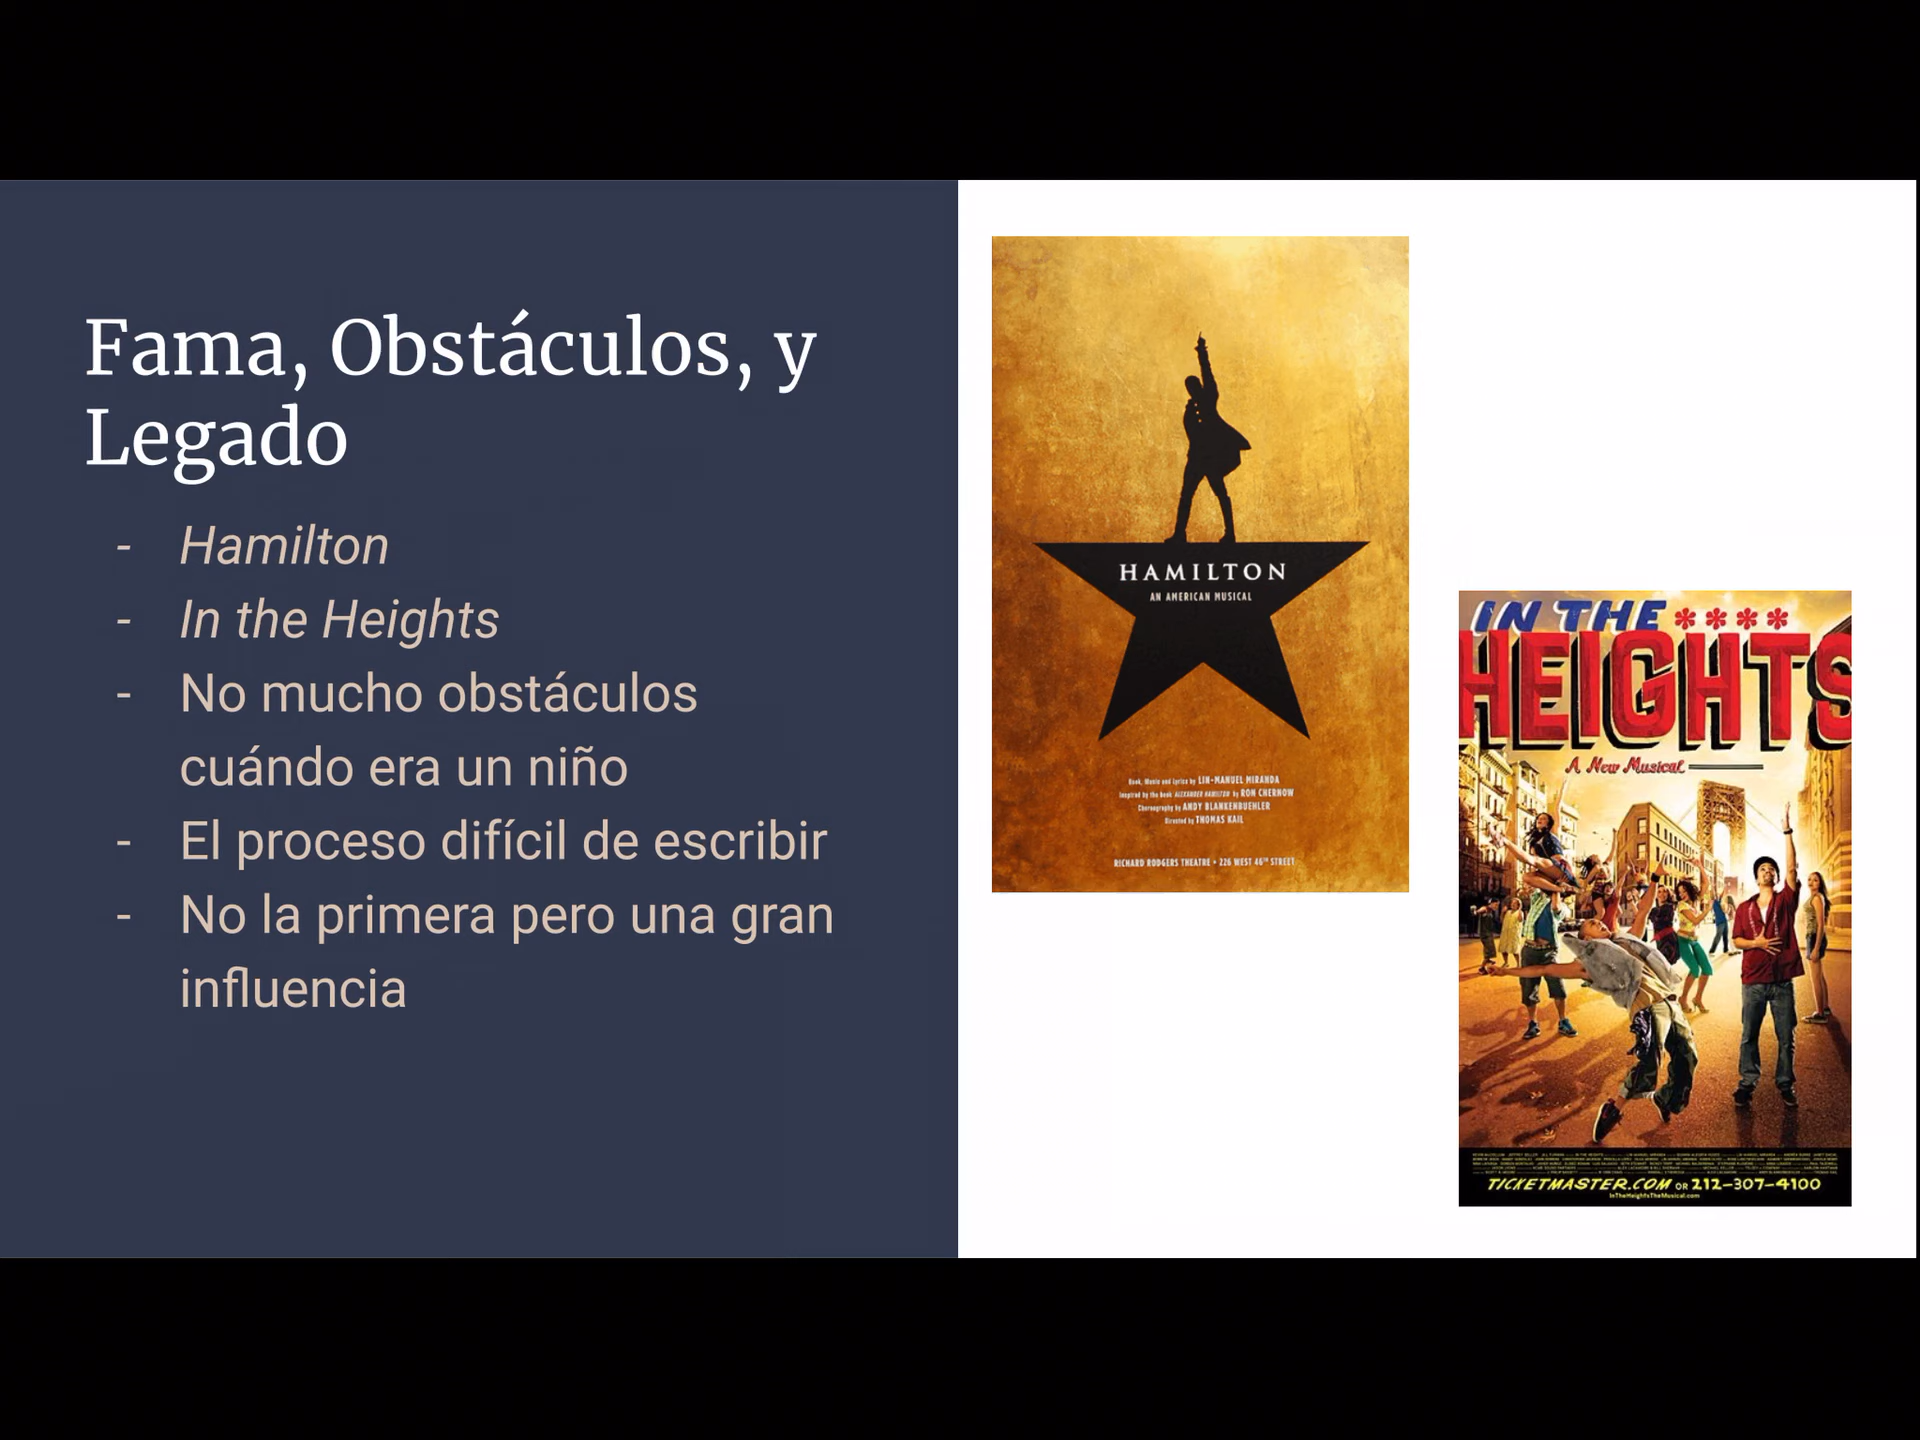 Fama, Obstáculos, y
Legado
- Hamilton
- In the Heights
- No mucho obstáculos
cuándo era un niño
- El proceso difícil de escribir
- No la primera pero una gran
influencia
HAMILTON
AN AMERICAN MUSICAL
Book, Music and Lyrics by LIN-MANUEL MIRANDA
Inspired by the book ALEXANDER HAMILTON by RON CHERNOW
Choreography by ANDY BLANKENBUEHLER
Directed by THOMAS KAIL
RICHARD RODGERS THEATRE • 226 WEST 46TH STREET
IN THE ****
HEIGHTS
A New Musical
TICKETMASTER.COM OR 212-307-4100
InTheHeightsTheMusical.com